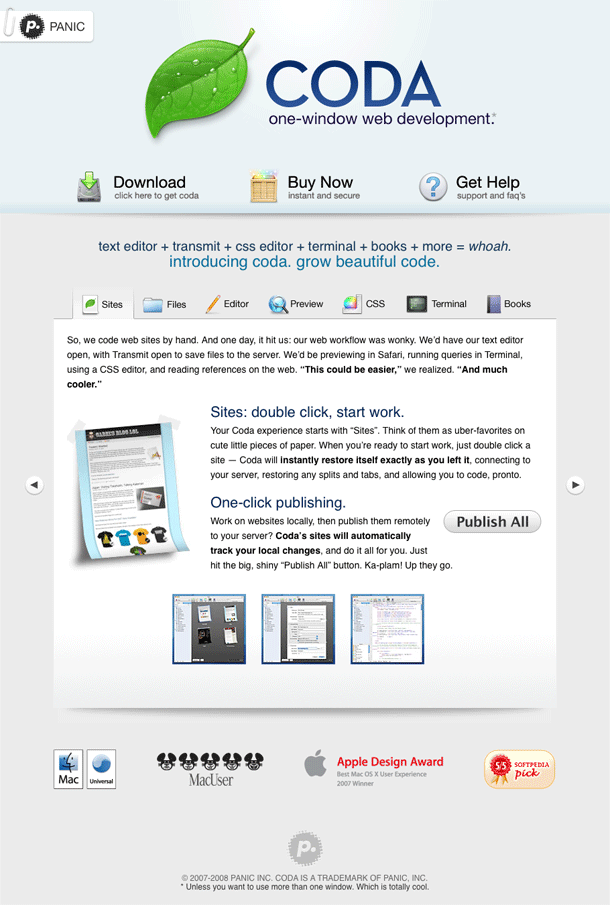 PANIC
CODA
one-window web development.*
Download
click here to get coda
Buy Now
instant and secure
Get Help
support and faq's
text editor + transmit + css editor + terminal + books + more = whoah.
introducing coda. grow beautiful code.
Sites
Files
Editor
Preview
CSS
Terminal
Books
So, we code web sites by hand. And one day, it hit us: our web workflow was wonky. We'd have our text editor
open, with Transmit open to save files to the server. We'd be previewing in Safari, running queries in Terminal,
using a CSS editor, and reading references on the web. “This could be easier,” we realized. “And much
cooler.”
Sites: double click, start work.
Your Coda experience starts with “Sites”. Think of them as uber-favorites on
cute little pieces of paper. When you're ready to start work, just double click a
site — Coda will instantly restore itself exactly as you left it, connecting to
your server, restoring any splits and tabs, and allowing you to code, pronto.
One-click publishing.
Work on websites locally, then publish them remotely
to your server? Coda's sites will automatically
track your local changes, and do it all for you. Just
hit the big, shiny “Publish All” button. Ka-plam! Up they go.
Publish All
Mac
Universal
MacUser
Apple Design Award
Best Mac OS X User Experience
2007 Winner
5/5
SOFTPEDIA
pick
p.
© 2007-2008 PANIC INC. CODA IS A TRADEMARK OF PANIC, INC.
* Unless you want to use more than one window. Which is totally cool.